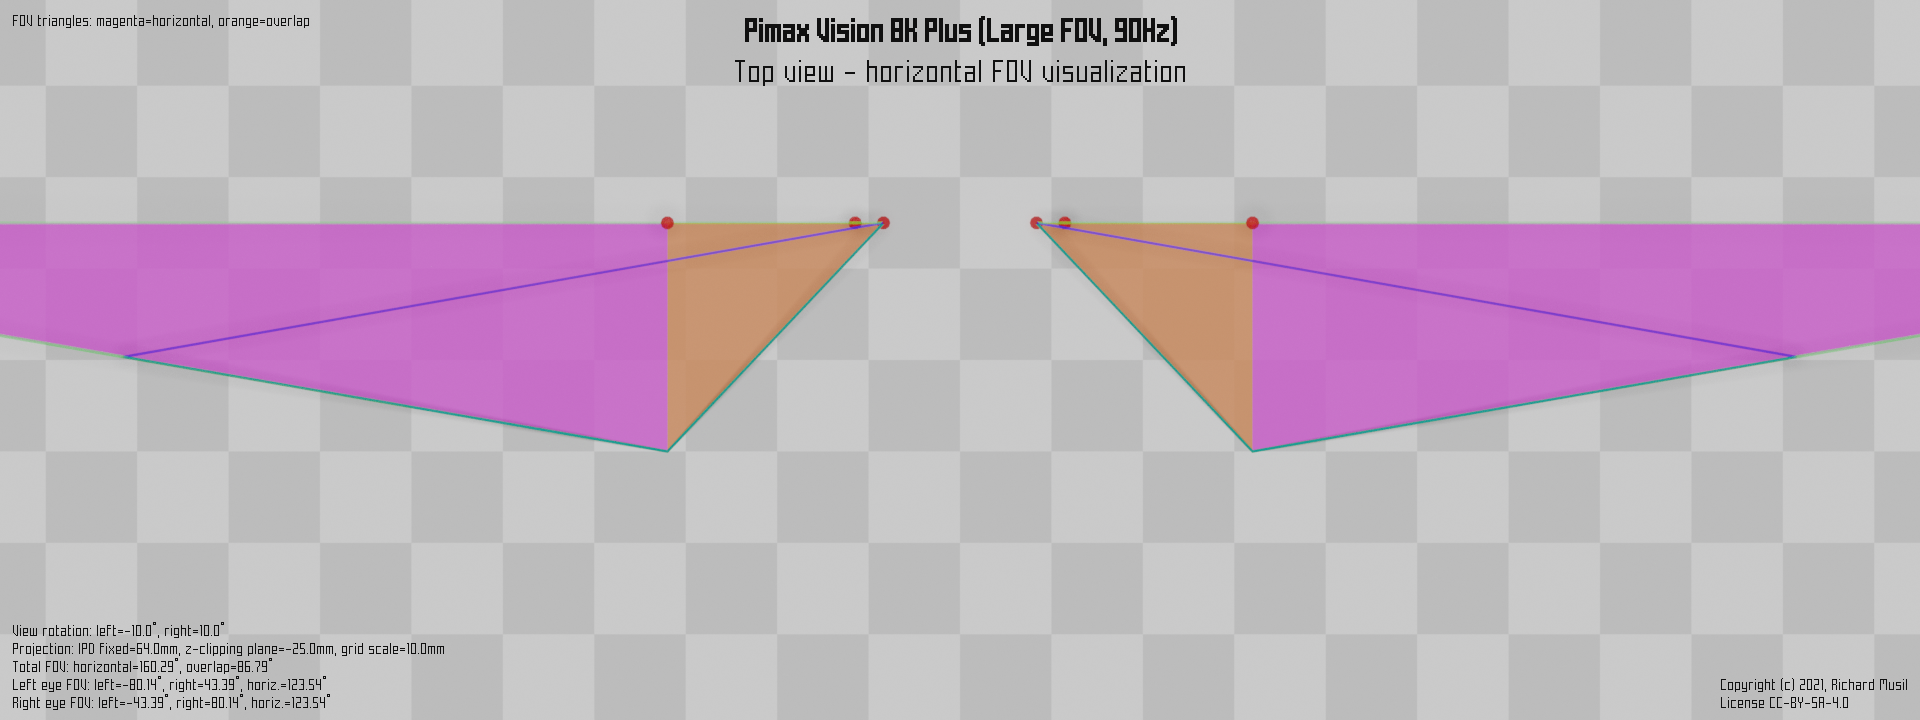 FOV triangles: magenta=horizontal, orange=overlap
Pimax Vision 8K Plus (Large FOV, 90Hz)
Top view - horizontal FOV visualization
View rotation: left=-10.0°, right=10.0°
Projection: IPD fixed=64.0mm, z-clipping plane=-25.0mm, grid scale=10.0mm
Total FOV: horizontal=160.29°, overlap=86.79°
Left eye FOV: left=-80.14°, right=43.39°, horiz.=123.54°
Right eye FOV: left=-43.39°, right=80.14°, horiz.=123.54°
Copyright (c) 2021, Richard Musil
License CC-BY-SA-4.0